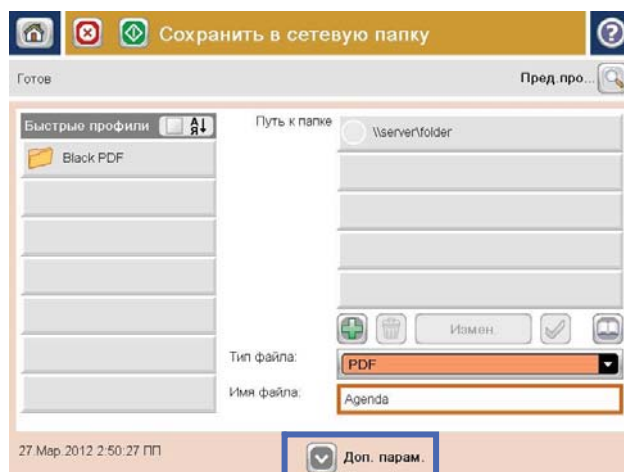 Сохранить в сетевую папку
?
Готов
Пред.про...
Быстрые профили
АЯ
Путь к папке
\\server\folder
Black PDF
Измен.
Тип файла:
PDF
Имя файла:
Agenda
27 Мар 2012 2:50:27 ПП
Доп. парам.